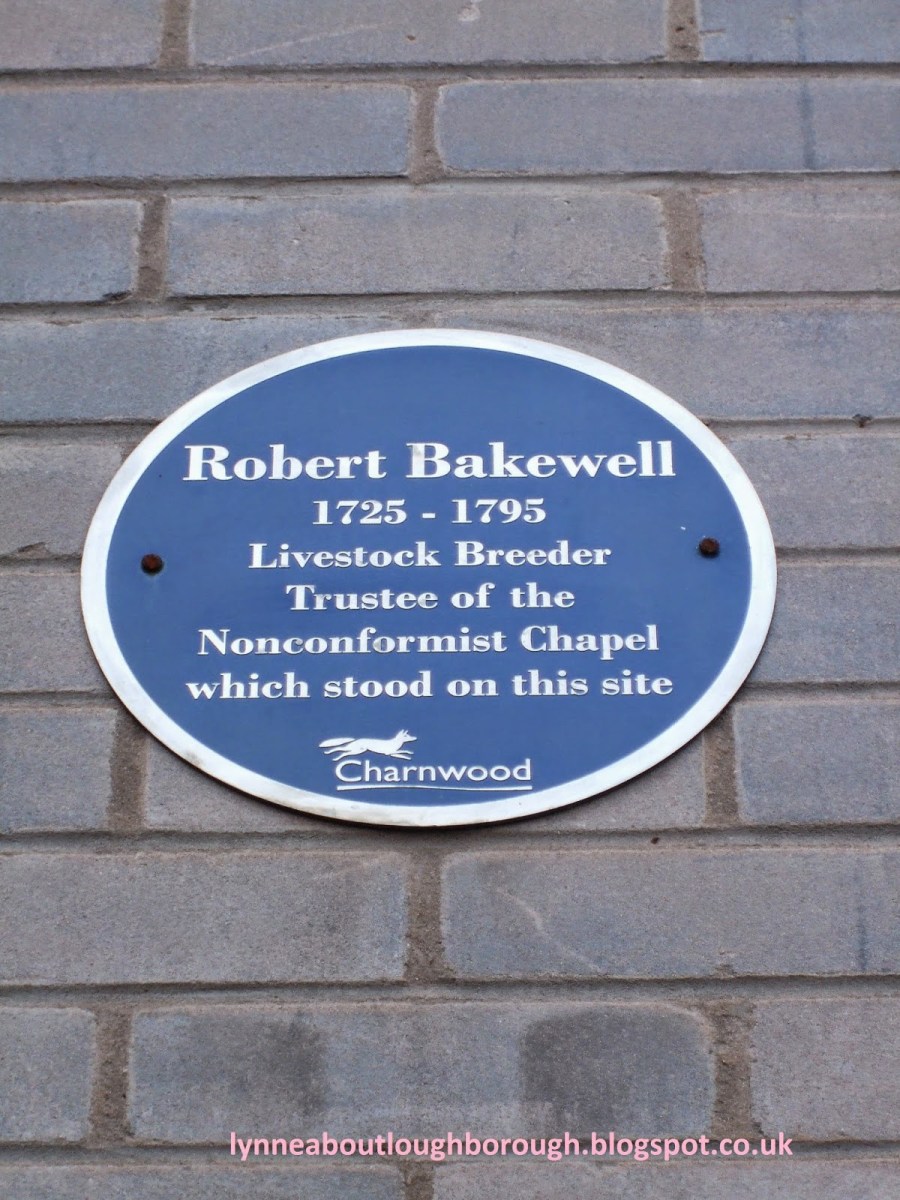 Robert Bakewell
1725 - 1795
Livestock Breeder
Trustee of the
Nonconformist Chapel
which stood on this site
Charnwood
lynneaboutloughborough.blogspot.co.uk